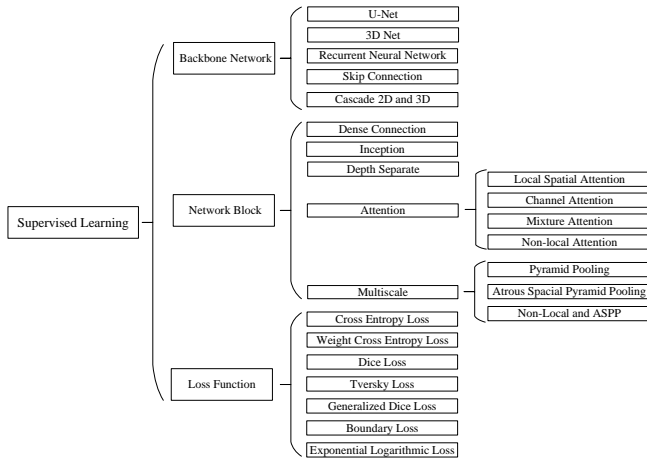 Supervised Learning
Backbone Network
U-Net
3D Net
Recurrent Neural Network
Skip Connection
Cascade 2D and 3D
Network Block
Dense Connection
Inception
Depth Separate
Attention
Local Spatial Attention
Channel Attention
Mixture Attention
Non-local Attention
Multiscale
Pyramid Pooling
Atrous Spacial Pyramid Pooling
Non-Local and ASPP
Loss Function
Cross Entropy Loss
Weight Cross Entropy Loss
Dice Loss
Tversky Loss
Generalized Dice Loss
Boundary Loss
Exponential Logarithmic Loss